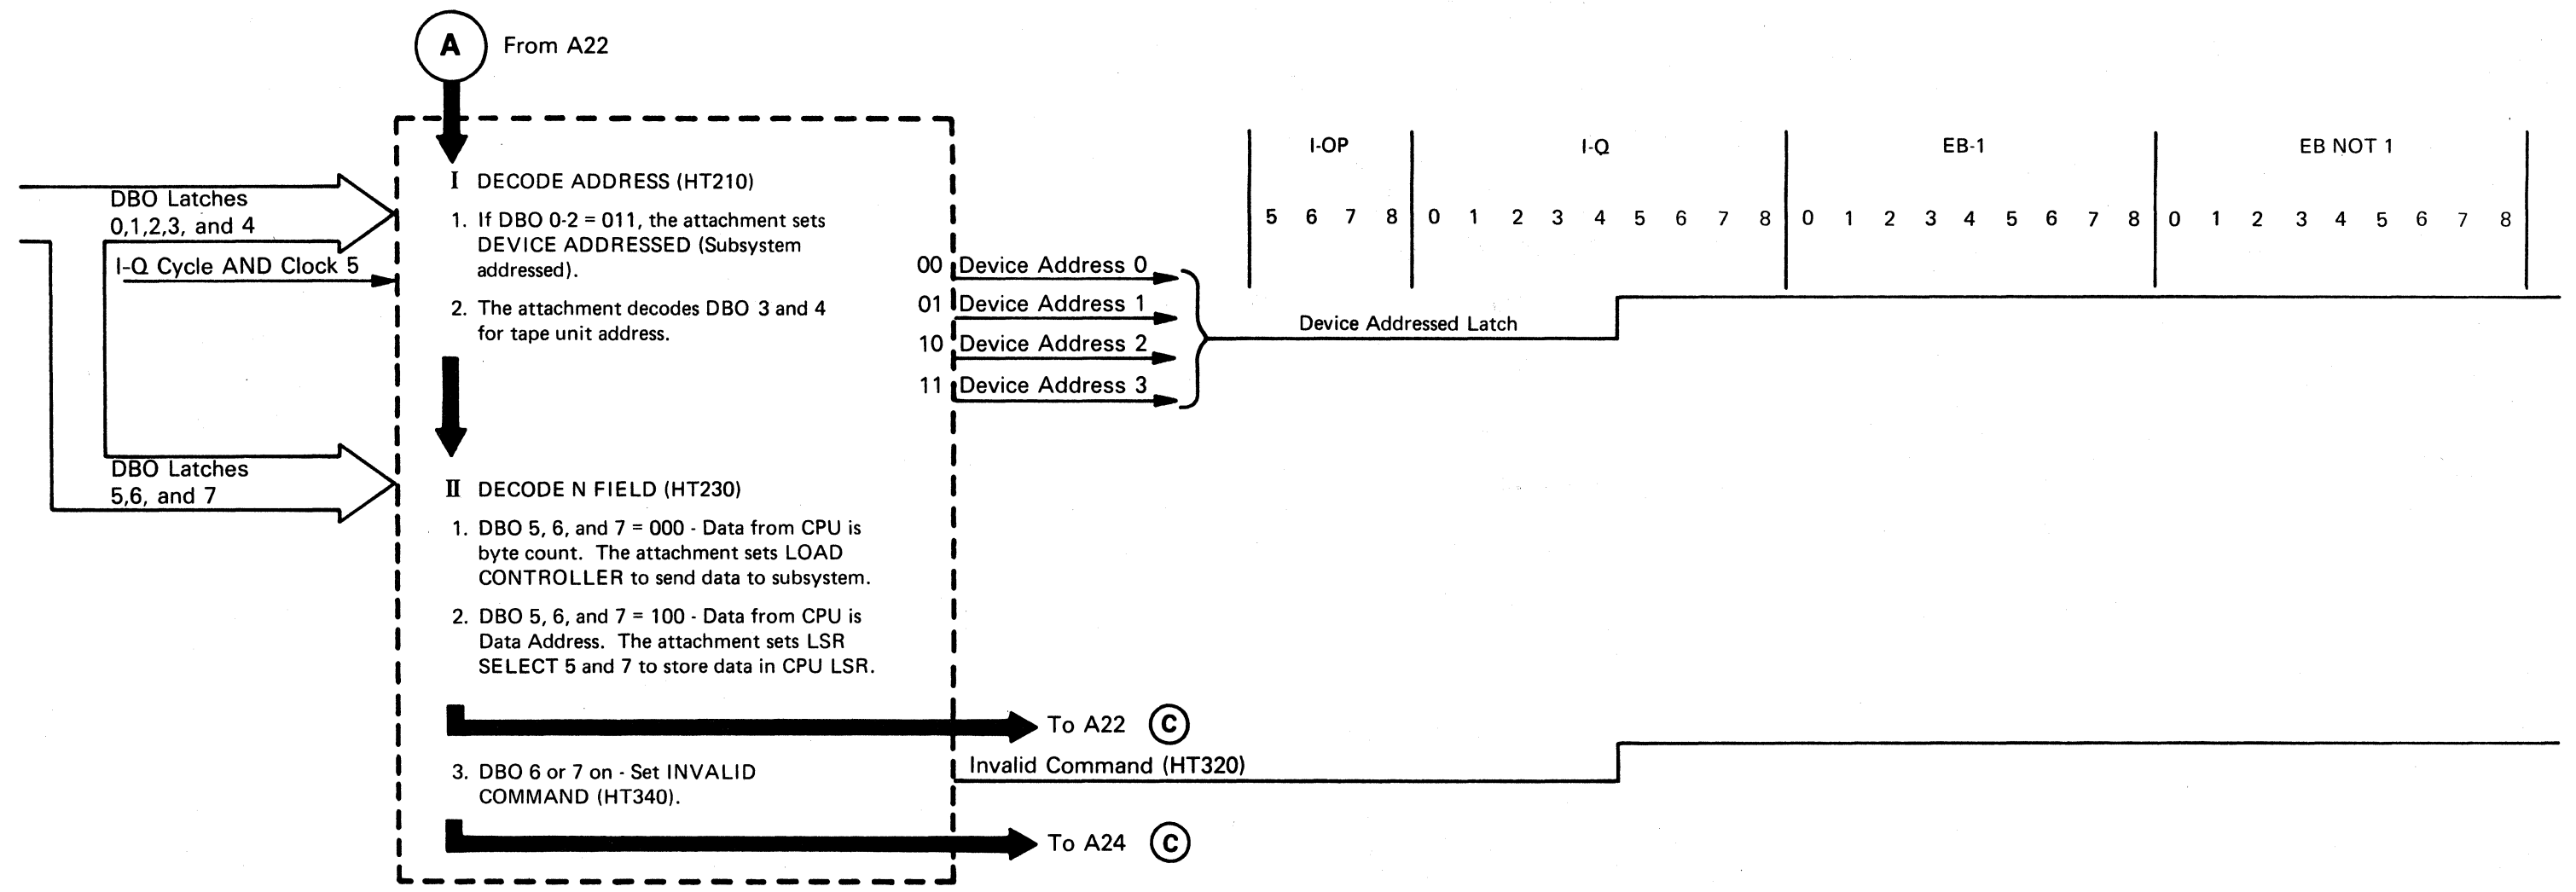 A From A22
I-OP I-Q EB-1 EB NOT 1
5 6 7 8 0 1 2 3 4 5 6 7 8 0 1 2 3 4 5 6 7 8 0 1 2 3 4 5 6 7 8
DBO Latches
0,1,2,3, and 4
I-Q Cycle AND Clock 5
I DECODE ADDRESS (HT210)
1. If DBO 0-2 = 011, the attachment sets
DEVICE ADDRESSED (Subsystem
addressed).
2. The attachment decodes DBO 3 and 4
for tape unit address.
00 Device Address 0
01 Device Address 1
10 Device Address 2
11 Device Address 3
Device Addressed Latch
DBO Latches
5,6, and 7
II DECODE N FIELD (HT230)
1. DBO 5, 6, and 7 = 000 - Data from CPU is
byte count. The attachment sets LOAD
CONTROLLER to send data to subsystem.
2. DBO 5, 6, and 7 = 100 - Data from CPU is
Data Address. The attachment sets LSR
SELECT 5 and 7 to store data in CPU LSR.
To A22 C
3. DBO 6 or 7 on - Set INVALID
COMMAND (HT340).
Invalid Command (HT320)
To A24 C